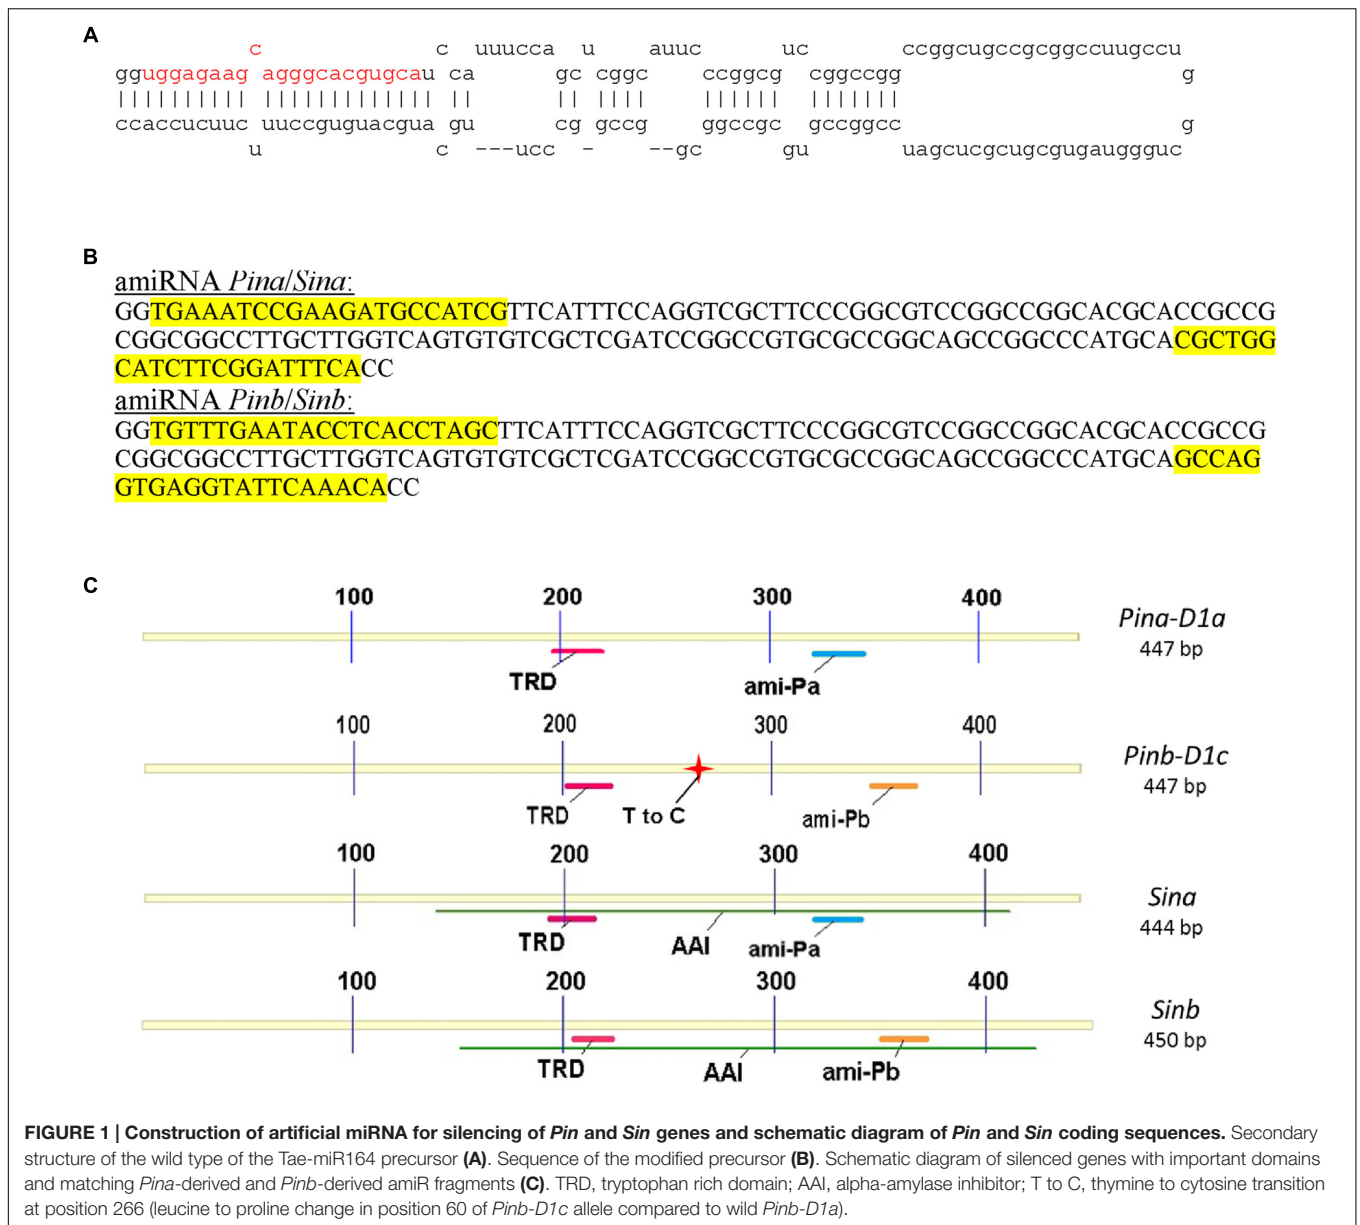 A
c c uuucca u auuc uc ccggcugccgcggccuugccu
gguggagaag agggcacgugcau ca gc cggc ccggcg cggccgg g
|||||||||| ||||||||||||| || || |||| |||||| |||||||
ccaccucuuc uuccguguacgua gu cg gccg ggccgc gccggcc g
u c ---ucc - --gc gu uagcucgcugcgugauggguc
B
amiRNA Pina/Sina:
GGTGAAATCCGAAGATGCCATCGTTCATTTCCAGGTCGCTTCCCGGCGTCCGGCCGGCACGCACCGCCG
CGGCGGCCTTGCTTGGTCAGTGTGTCGCTCGATCCGGCCGTGCGCCGGCAGCCGGCCCATGCACGCTGG
CATCTTCGGATTTCACC
amiRNA Pinb/Sinb:
GGTGTTTGAATACCTCACCTAGCTTCATTTCCAGGTCGCTTCCCGGCGTCCGGCCGGCACGCACCGCCG
CGGCGGCCTTGCTTGGTCAGTGTGTCGCTCGATCCGGCCGTGCGCCGGCAGCCGGCCCATGCAGCCAG
GTGAGGTATTCAAACACC
C
100 200 300 400
Pina-D1a
447 bp
TRD ami-Pa
100 200 300 400
Pinb-D1c
447 bp
TRD T to C ami-Pb
100 200 300 400
Sina
444 bp
TRD AAI ami-Pa
100 200 300 400
Sinb
450 bp
TRD AAI ami-Pb
FIGURE 1 | Construction of artificial miRNA for silencing of Pin and Sin genes and schematic diagram of Pin and Sin coding sequences. Secondary
structure of the wild type of the Tae-miR164 precursor (A). Sequence of the modified precursor (B). Schematic diagram of silenced genes with important domains
and matching Pina-derived and Pinb-derived amiR fragments (C). TRD, tryptophan rich domain; AAI, alpha-amylase inhibitor; T to C, thymine to cytosine transition
at position 266 (leucine to proline change in position 60 of Pinb-D1c allele compared to wild Pinb-D1a).